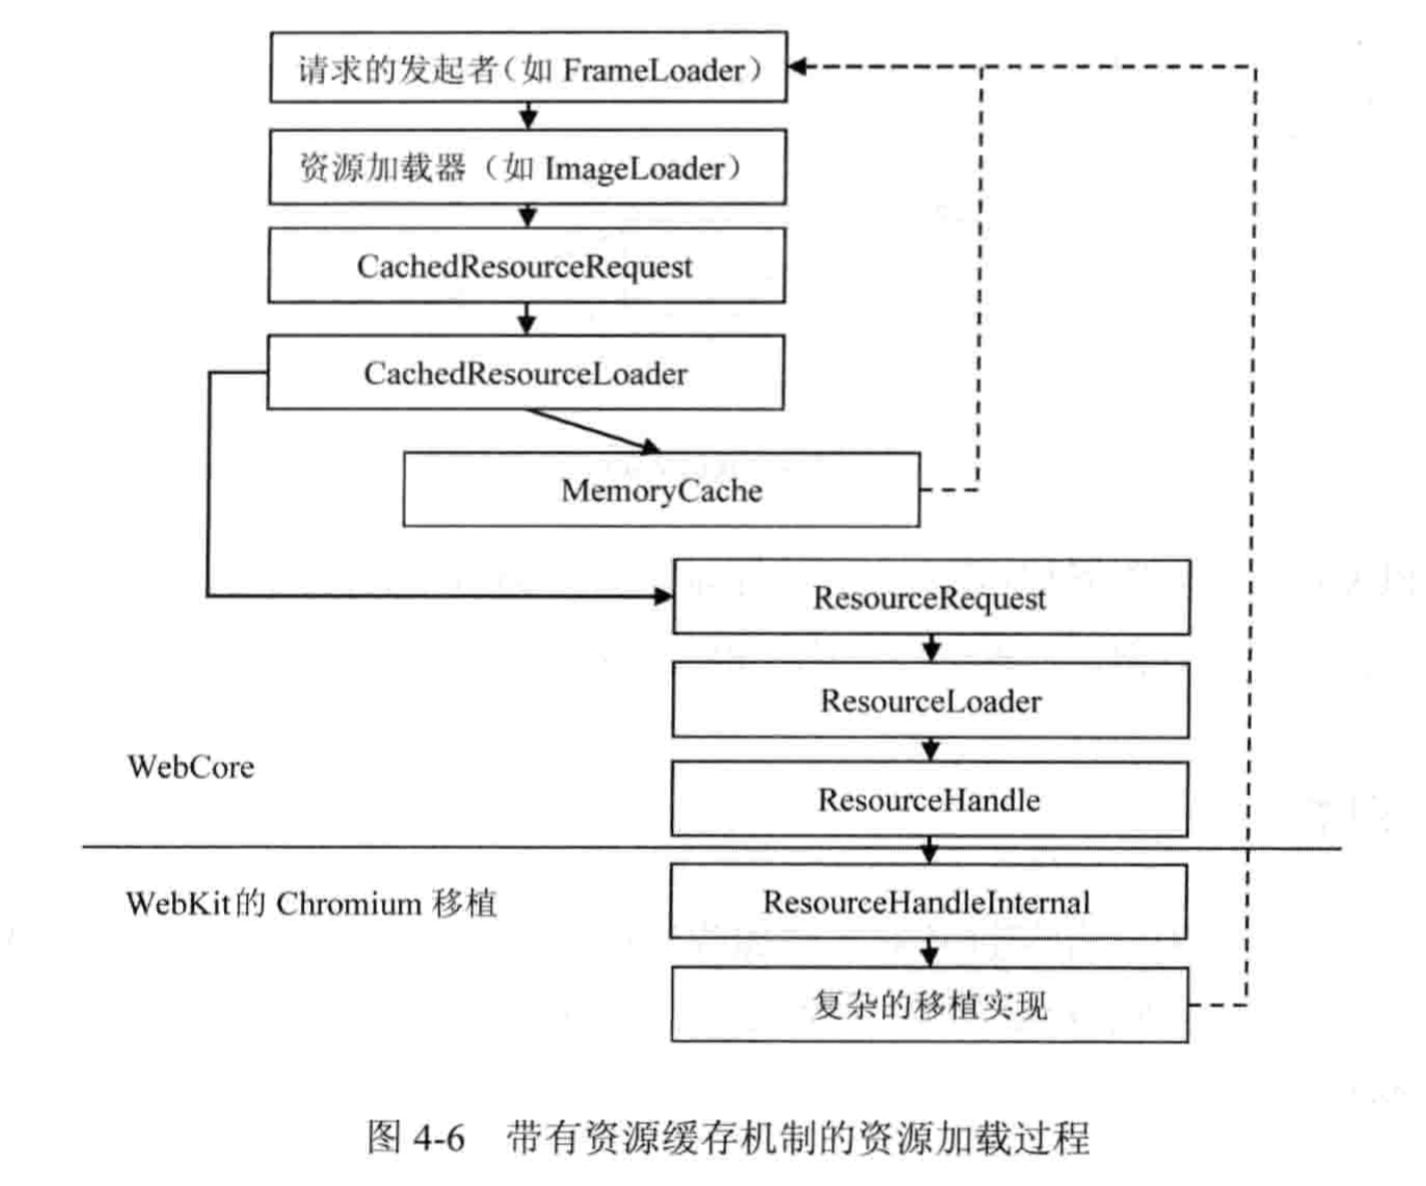 请求的发起者（如 FrameLoader）
资源加载器（如 ImageLoader）
CachedResourceRequest
CachedResourceLoader
MemoryCache
ResourceRequest
ResourceLoader
WebCore
ResourceHandle
WebKit的 Chromium 移植
ResourceHandleInternal
复杂的移植实现
图 4-6 带有资源缓存机制的资源加载过程